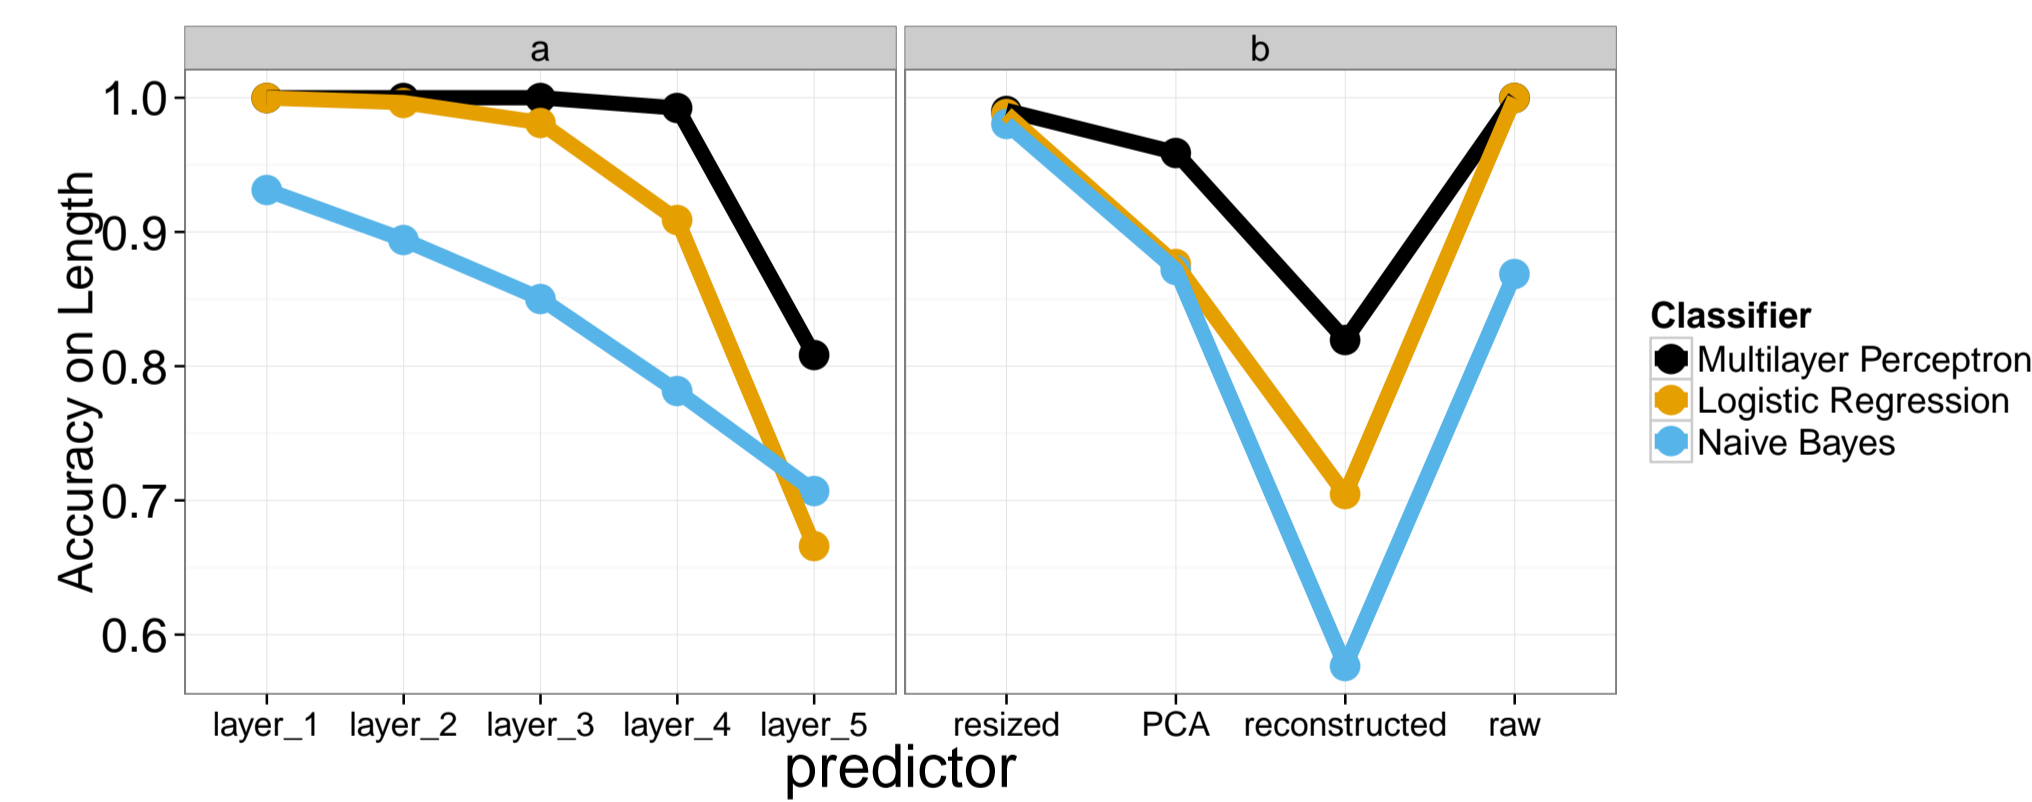 a
b
Accuracy on Length
1.0
0.9
0.8
0.7
0.6
layer_1 layer_2 layer_3 layer_4 layer_5
resized PCA reconstructed raw
predictor
Classifier
Multilayer Perceptron
Logistic Regression
Naive Bayes